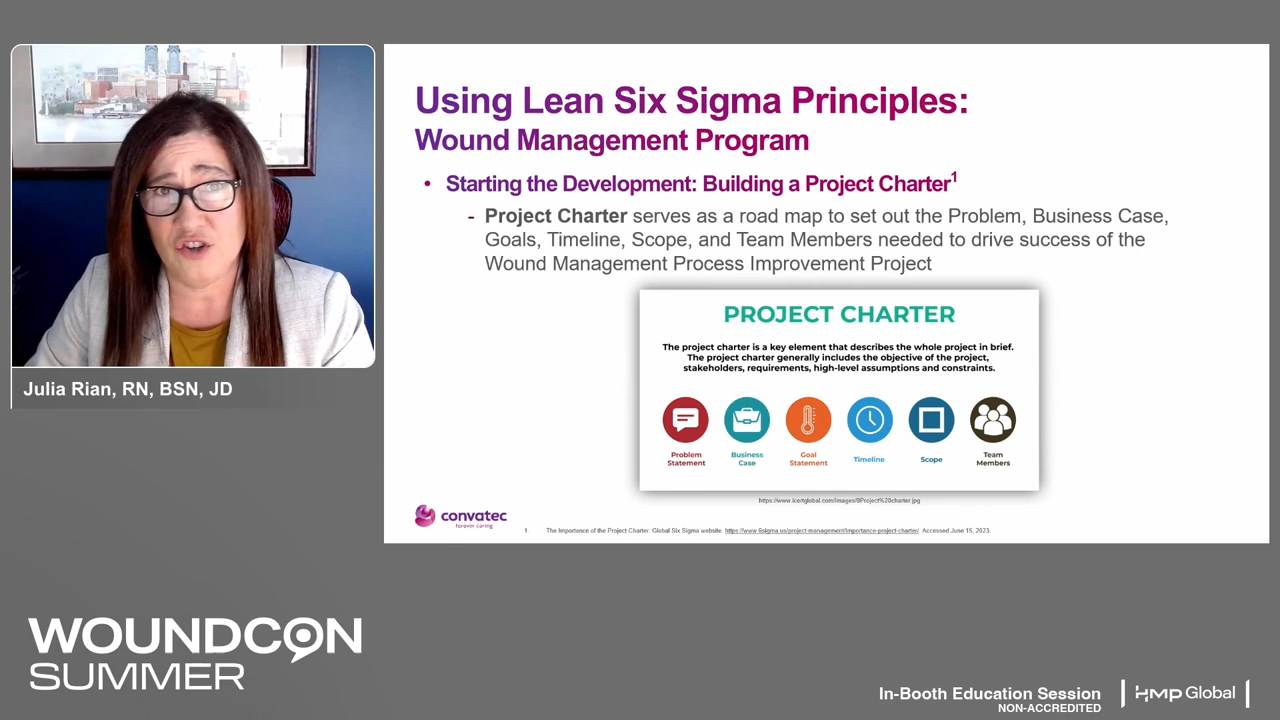 Using Lean Six Sigma Principles:
Wound Management Program
• Starting the Development: Building a Project Charter1
- Project Charter serves as a road map to set out the Problem, Business Case,
Goals, Timeline, Scope, and Team Members needed to drive success of the
Wound Management Process Improvement Project
PROJECT CHARTER
The project charter is a key element that describes the whole project in brief.
The project charter generally includes the objective of the project,
stakeholders, requirements, high-level assumptions and constraints.
Problem
Statement
Business
Case
Goal
Statement
Timeline
Scope
Team
Members
https://www.icertglobal.com/images/8Project%20charter.jpg
convatec
forever caring
1. The Importance of the Project Charter. Global Six Sigma website. https://www.6sigma.us/project-management/importance-project-charter/ Accessed June 15, 2023.
Julia Rian, RN, BSN, JD
WOUNDCON
SUMMER
In-Booth Education Session
NON-ACCREDITED
HMP Global